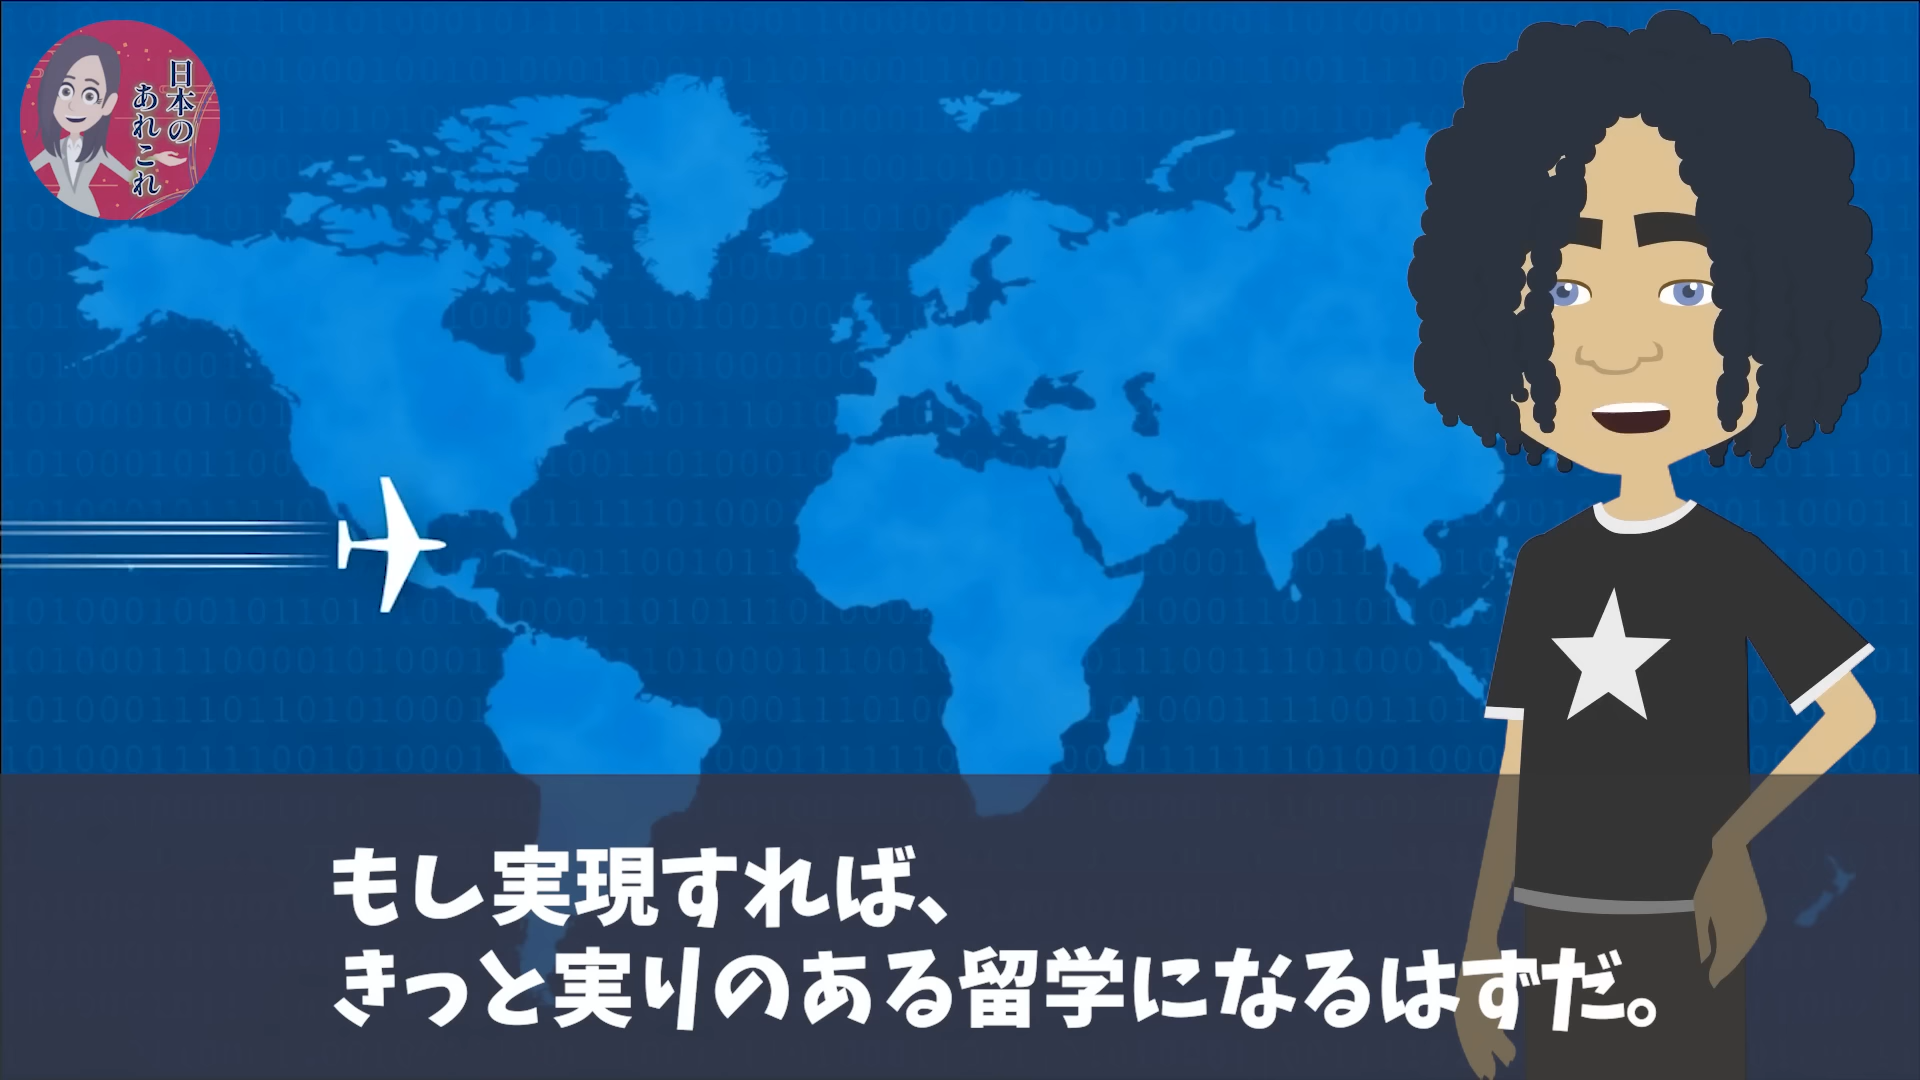 日本の
あれこれ
もし実現すれば、
きっと実りのある留学になるはずだ。